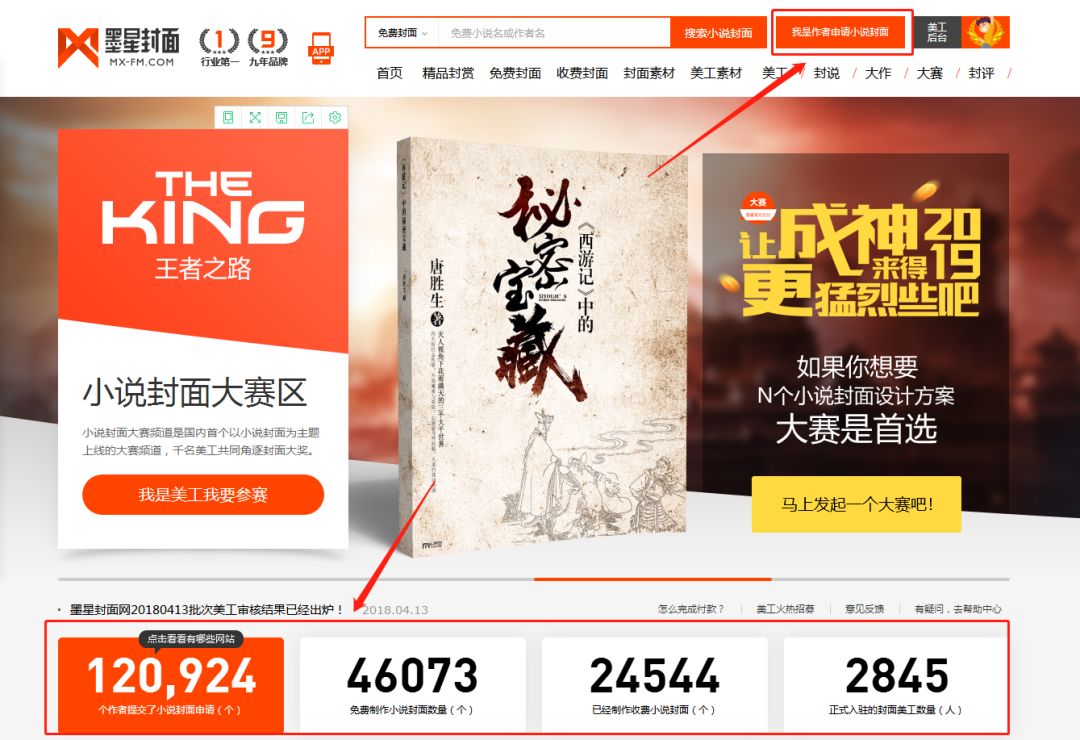 墨星封面
MX-FM.COM
1
行业第一
9
九年品牌
APP
免费封面
免费小说名或作者名
搜索小说封面
我是作者申请小说封面
美工
后台
首页 精品封赏 免费封面 收费封面 封面素材 美工素材 美工 / 封说 / 大作 / 大赛 / 封评 /
THE
KING
王者之路
小说封面大赛区
小说封面大赛频道是国内首个以小说封面为主题
上线的大赛频道，千名美工共同角逐封面大奖。
我是美工我要参赛
《西游记》中的
秘密宝藏
唐胜生 著
天人视角下花雨满天的三千大千世界
大赛
让成神2019
更来得
猛烈些吧
如果你想要
N个小说封面设计方案
大赛是首选
马上发起一个大赛吧！
墨星封面网20180413批次美工审核结果已经出炉！ 2018.04.13
怎么完成付款？ 美工火热招募 意见反馈 有疑问，去帮助中心
点击看看有哪些网站
120,924
个作者提交了小说封面申请（个）
46073
免费制作小说封面数量（个）
24544
已经制作收费小说封面（个）
2845
正式入驻的封面美工数量（人）